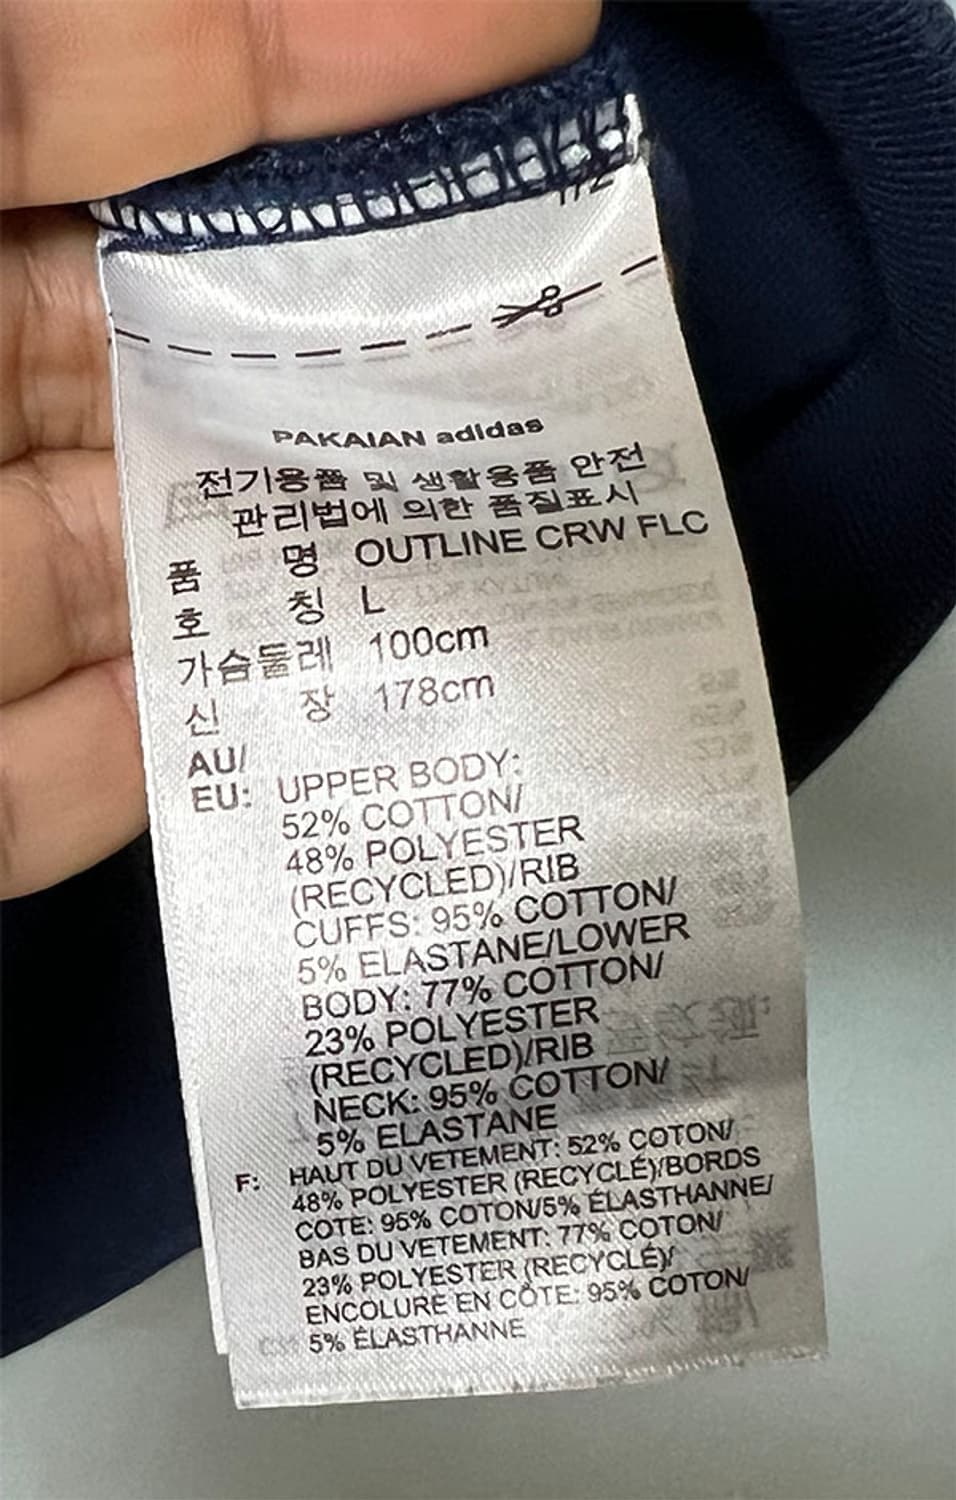 PAKAIAN adidas
전기용품 및 생활용품 안전
관리법에 의한 품질표시
품 명 OUTLINE CRW FLC
호 칭 L
가슴둘레 100cm
신 장 178cm
AU/
EU: UPPER BODY:
52% COTTON/
48% POLYESTER
(RECYCLED)/RIB
CUFFS: 95% COTTON/
5% ELASTANE/LOWER
BODY: 77% COTTON/
23% POLYESTER
(RECYCLED)/RIB
NECK: 95% COTTON/
5% ELASTANE
F: HAUT DU VETEMENT: 52% COTON/
48% POLYESTER (RECYCLÉ)/BORDS
COTE: 95% COTON/5% ÉLASTHANNE/
BAS DU VETEMENT: 77% COTON/
23% POLYESTER (RECYCLÉ)/
ENCOLURE EN CÔTE: 95% COTON/
5% ÉLASTHANNE